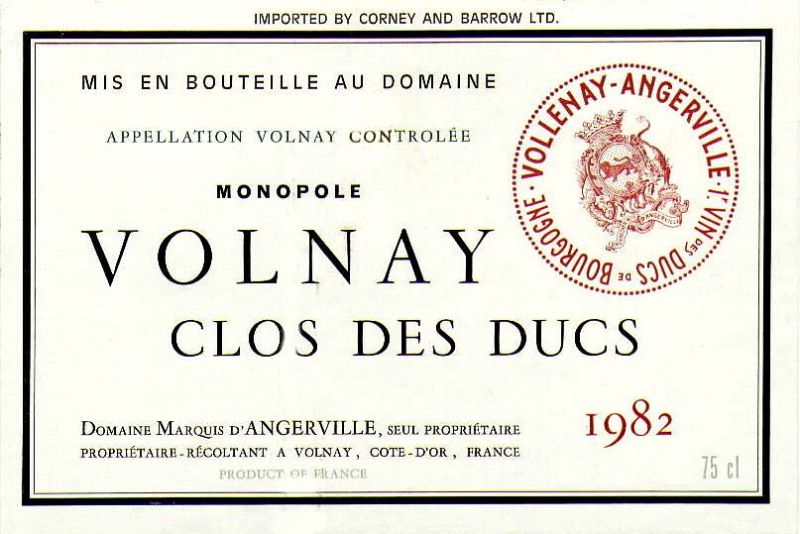 IMPORTED BY CORNEY AND BARROW LTD.
MIS EN BOUTEILLE AU DOMAINE
APPELLATION VOLNAY CONTROLÉE
MONOPOLE
VOLNAY
CLOS DES DUCS
VOLLENAY-ANGERVILLE · 1ᵉ VIN des DUCS DE BOURGOGNE ·
ANGERVILLE
DOMAINE MARQUIS D'ANGERVILLE, SEUL PROPRIÉTAIRE
PROPRIÉTAIRE-RÉCOLTANT A VOLNAY, COTE-D'OR, FRANCE
PRODUCT OF FRANCE
1982
75 cl